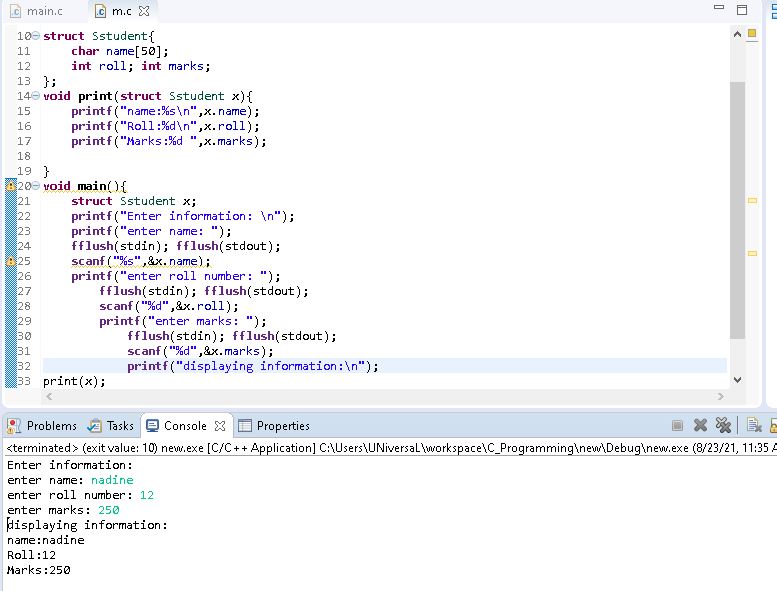 main.c m.c
10 struct Sstudent{
11 char name[50];
12 int roll; int marks;
13 };
14 void print(struct Sstudent x){
15 printf("name:%s\n",x.name);
16 printf("Roll:%d\n",x.roll);
17 printf("Marks:%d ",x.marks);
18
19 }
20 void main(){
21 struct Sstudent x;
22 printf("Enter information: \n");
23 printf("enter name: ");
24 fflush(stdin); fflush(stdout);
25 scanf("%s",&x.name);
26 printf("enter roll number: ");
27 fflush(stdin); fflush(stdout);
28 scanf("%d",&x.roll);
29 printf("enter marks: ");
30 fflush(stdin); fflush(stdout);
31 scanf("%d",&x.marks);
32 printf("displaying information:\n");
33 print(x);
Problems Tasks Console Properties
<terminated> (exit value: 10) new.exe [C/C++ Application] C:\Users\UNiversaL\workspace\C_Programming\new\Debug\new.exe (8/23/21, 11:35 A
Enter information:
enter name: nadine
enter roll number: 12
enter marks: 250
displaying information:
name:nadine
Roll:12
Marks:250